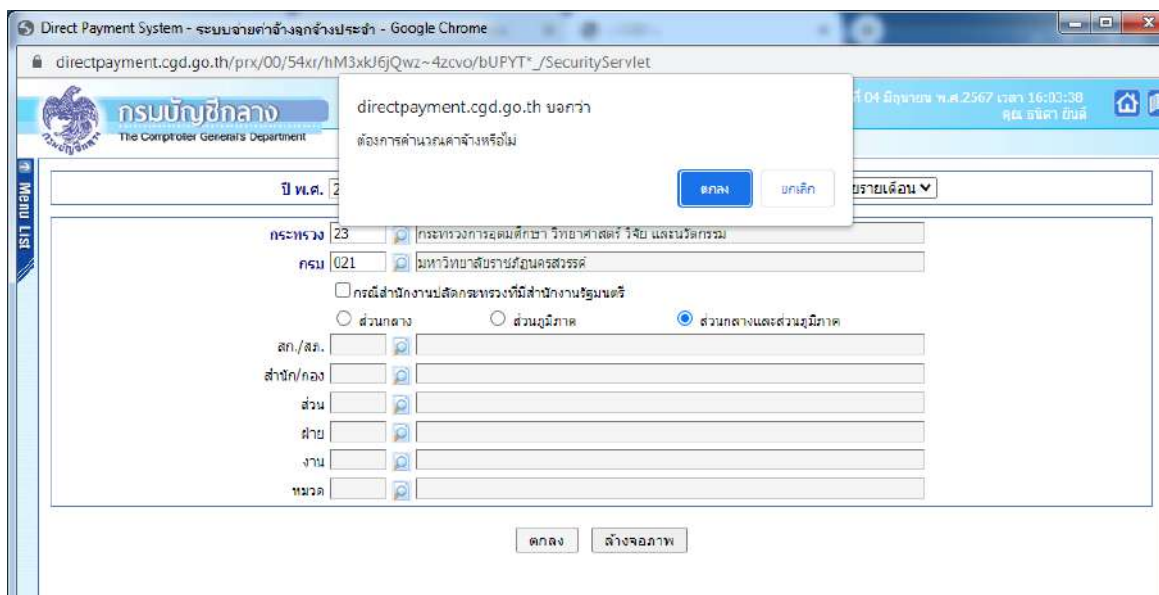 Direct Payment System - ระบบจ่ายค่าจ้างลูกจ้างประจำ - Google Chrome
directpayment.cgd.go.th/prx/00/54xr/hM3xkJ6jQwz~4zcvo/bUPYT*_/SecurityServlet
กรมบัญชีกลาง
The Comptroller General's Department
04 มิถุนายน พ.ศ.2567 เวลา 16:03:38
คุณ ธนิดา ยินดี
directpayment.cgd.go.th บอกว่า
ต้องการคำนวณค่าจ้างหรือไม่
ตกลง ยกเลิก
Menu List
ปี พ.ศ. 2 ยรายเดือน
กระทรวง 23 กระทรวงการอุดมศึกษา วิทยาศาสตร์ วิจัย และนวัตกรรม
กรม 021 มหาวิทยาลัยราชภัฏนครสวรรค์
กรณีสำนักงานปลัดกระทรวงที่มีสำนักงานรัฐมนตรี
ส่วนกลาง ส่วนภูมิภาค ส่วนกลางและส่วนภูมิภาค
สก./สภ.
สำนัก/กอง
ส่วน
ฝ่าย
งาน
หมวด
ตกลง ล้างจอภาพ